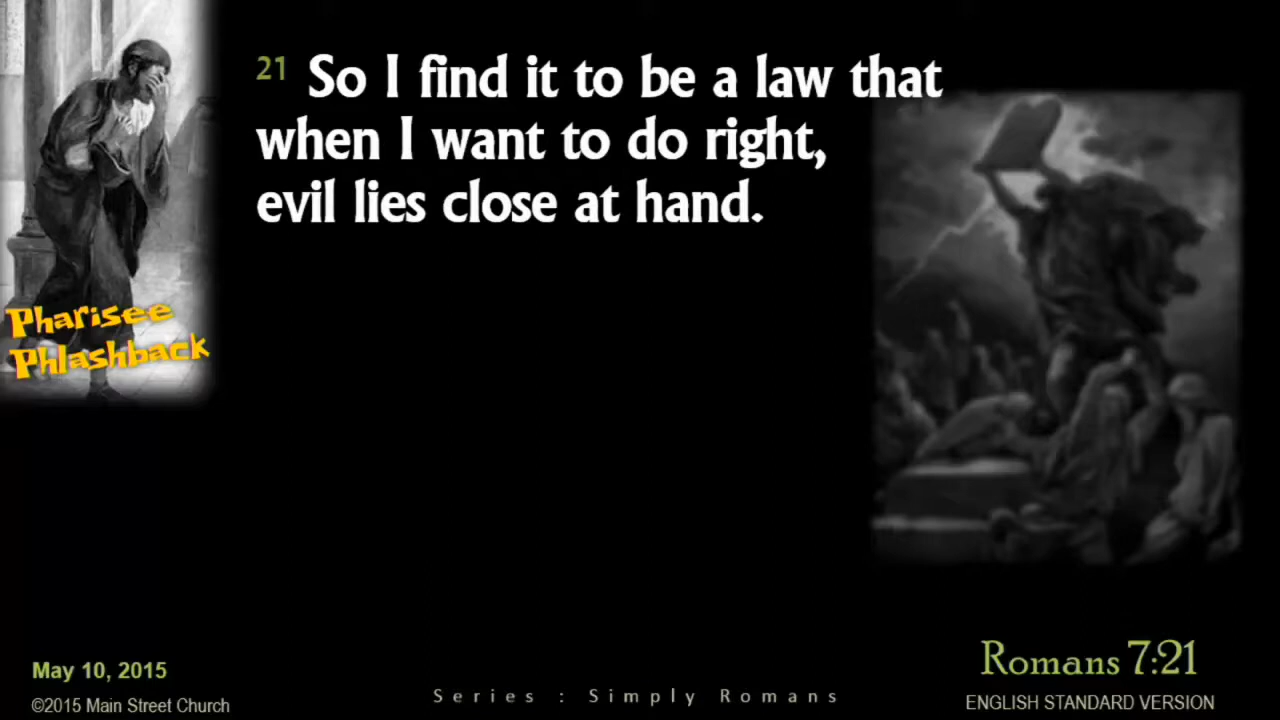 21 So I find it to be a law that
when I want to do right,
evil lies close at hand.
Pharisee
Phlashback
May 10, 2015
©2015 Main Street Church
Series : Simply Romans
Romans 7:21
ENGLISH STANDARD VERSION